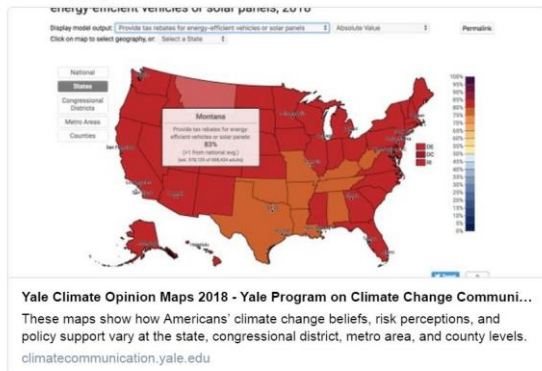 energy-efficient vehicles or solar panels, 2018
Display model output: Provide tax rebates for energy-efficient vehicles or solar panels Absolute Value Permalink
Click on map to select geography, or: Select a State
National
States
Congressional
Districts
Metro Areas
Counties
Montana
Provide tax rebates for energy-
efficient vehicles or solar panels
83%
(+1 from national avg.)
100%
95%
90%
85%
80%
75%
70%
65%
60%
55%
50%
45%
40%
35%
30%
25%
20%
15%
10%
5%
0%
DE
DC
RI
Yale Climate Opinion Maps 2018 - Yale Program on Climate Change Communi...
These maps show how Americans' climate change beliefs, risk perceptions, and
policy support vary at the state, congressional district, metro area, and county levels.
climatecommunication.yale.edu